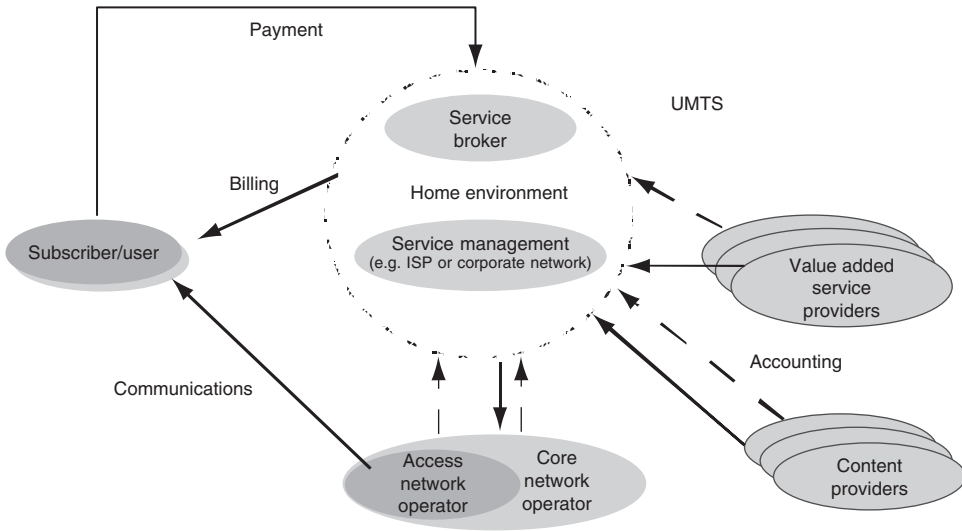 Payment
UMTS
Service
broker
Billing
Home environment
Subscriber/user
Service management
(e.g. ISP or corporate network)
Value added
service
providers
Communications
Accounting
Access
network
operator
Core
network
operator
Content
providers